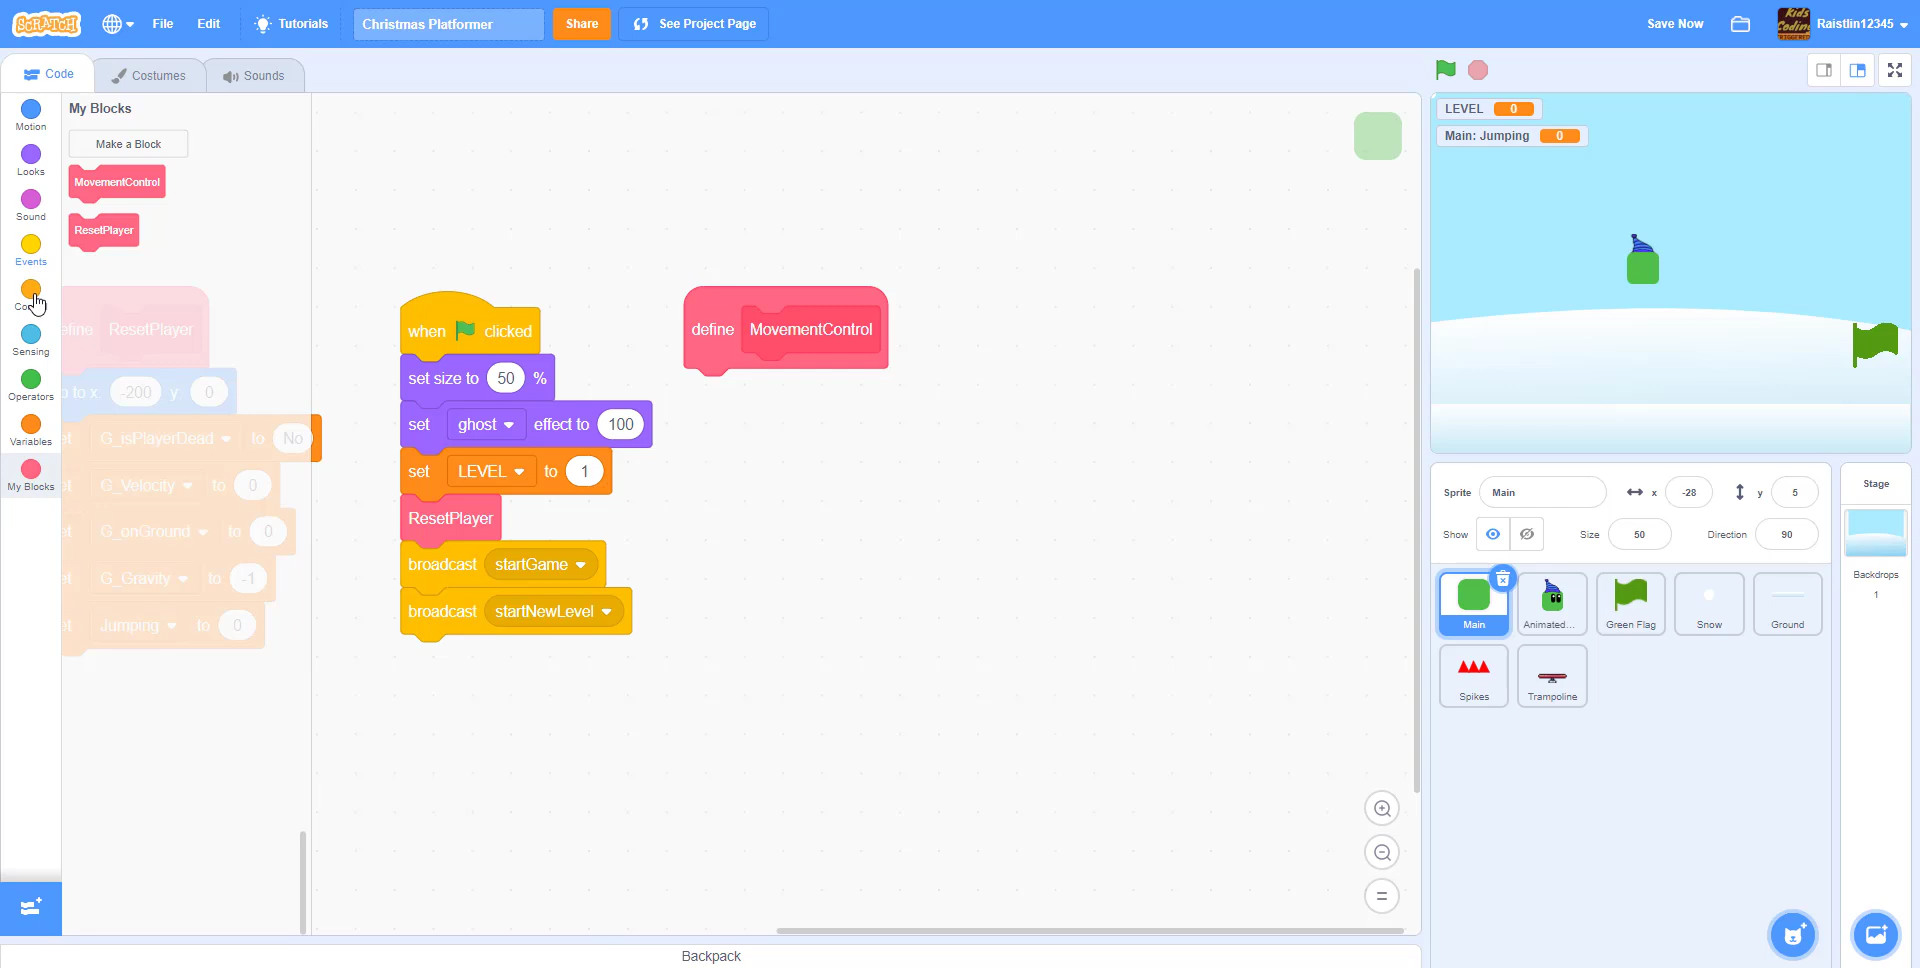 SCRATCH File Edit Tutorials Christmas Platformer Share See Project Page Save Now Raistlin12345
Code Costumes Sounds
Motion
Looks
Sound
Events
Sensing
Operators
Variables
My Blocks
My Blocks
Make a Block
MovementControl
ResetPlayer
ResetPlayer
to x -200 y 0
G_isPlayerDead to No
G_Velocity to 0
G_onGround to 0
G_Gravity to -1
Jumping to 0
when clicked
set size to 50 %
set ghost effect to 100
set LEVEL to 1
ResetPlayer
broadcast startGame
broadcast startNewLevel
define MovementControl
Backpack
LEVEL 0
Main: Jumping 0
Sprite Main x -28 y 5
Show Size 50 Direction 90
Main Animated... Green Flag Snow Ground
Spikes Trampoline
Stage
Backdrops
1